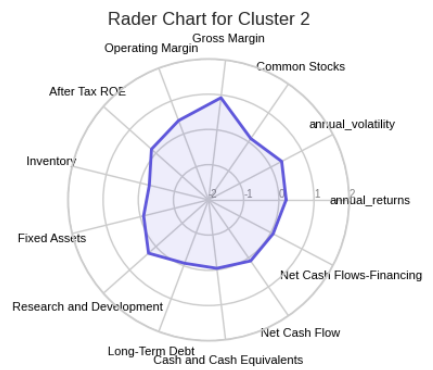 Rader Chart for Cluster 2
Gross Margin
Operating Margin
Common Stocks
After Tax ROE
annual_volatility
Inventory
-2 -1 0 1 2
annual_returns
Fixed Assets
Net Cash Flows-Financing
Research and Development
Net Cash Flow
Long-Term Debt
Cash and Cash Equivalents